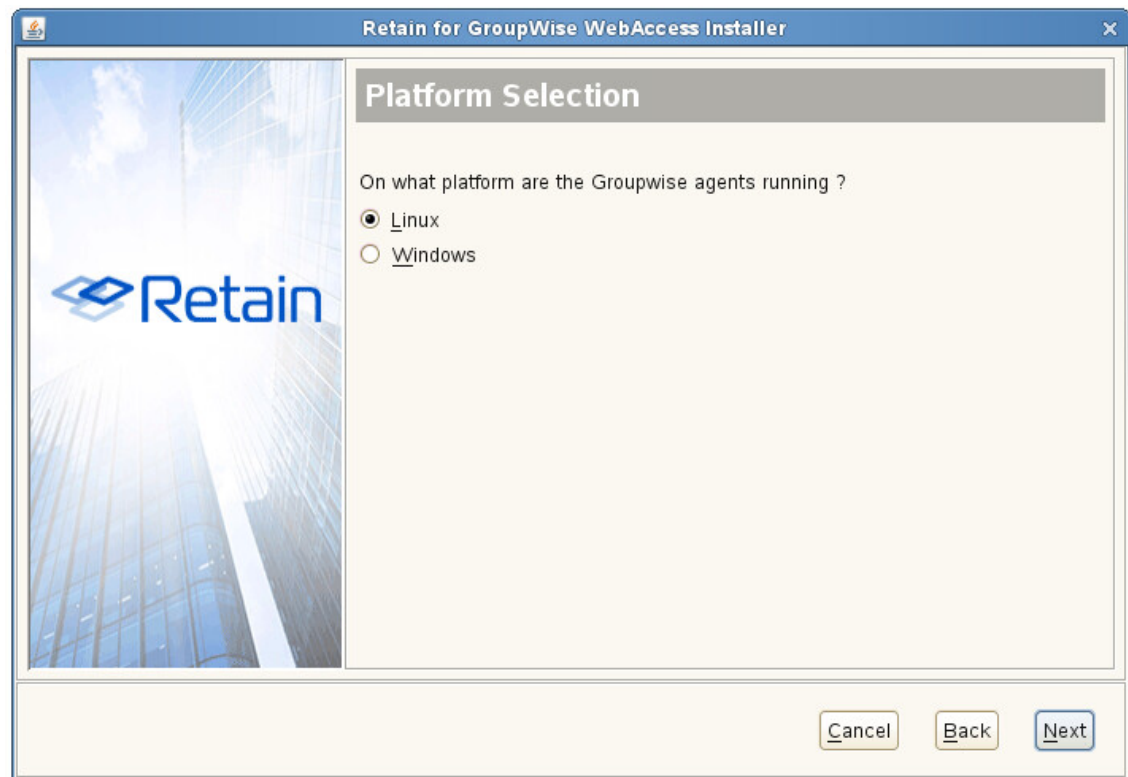 Retain for GroupWise WebAccess Installer
Platform Selection
On what platform are the Groupwise agents running ?
Linux
Windows
Retain
Cancel Back Next